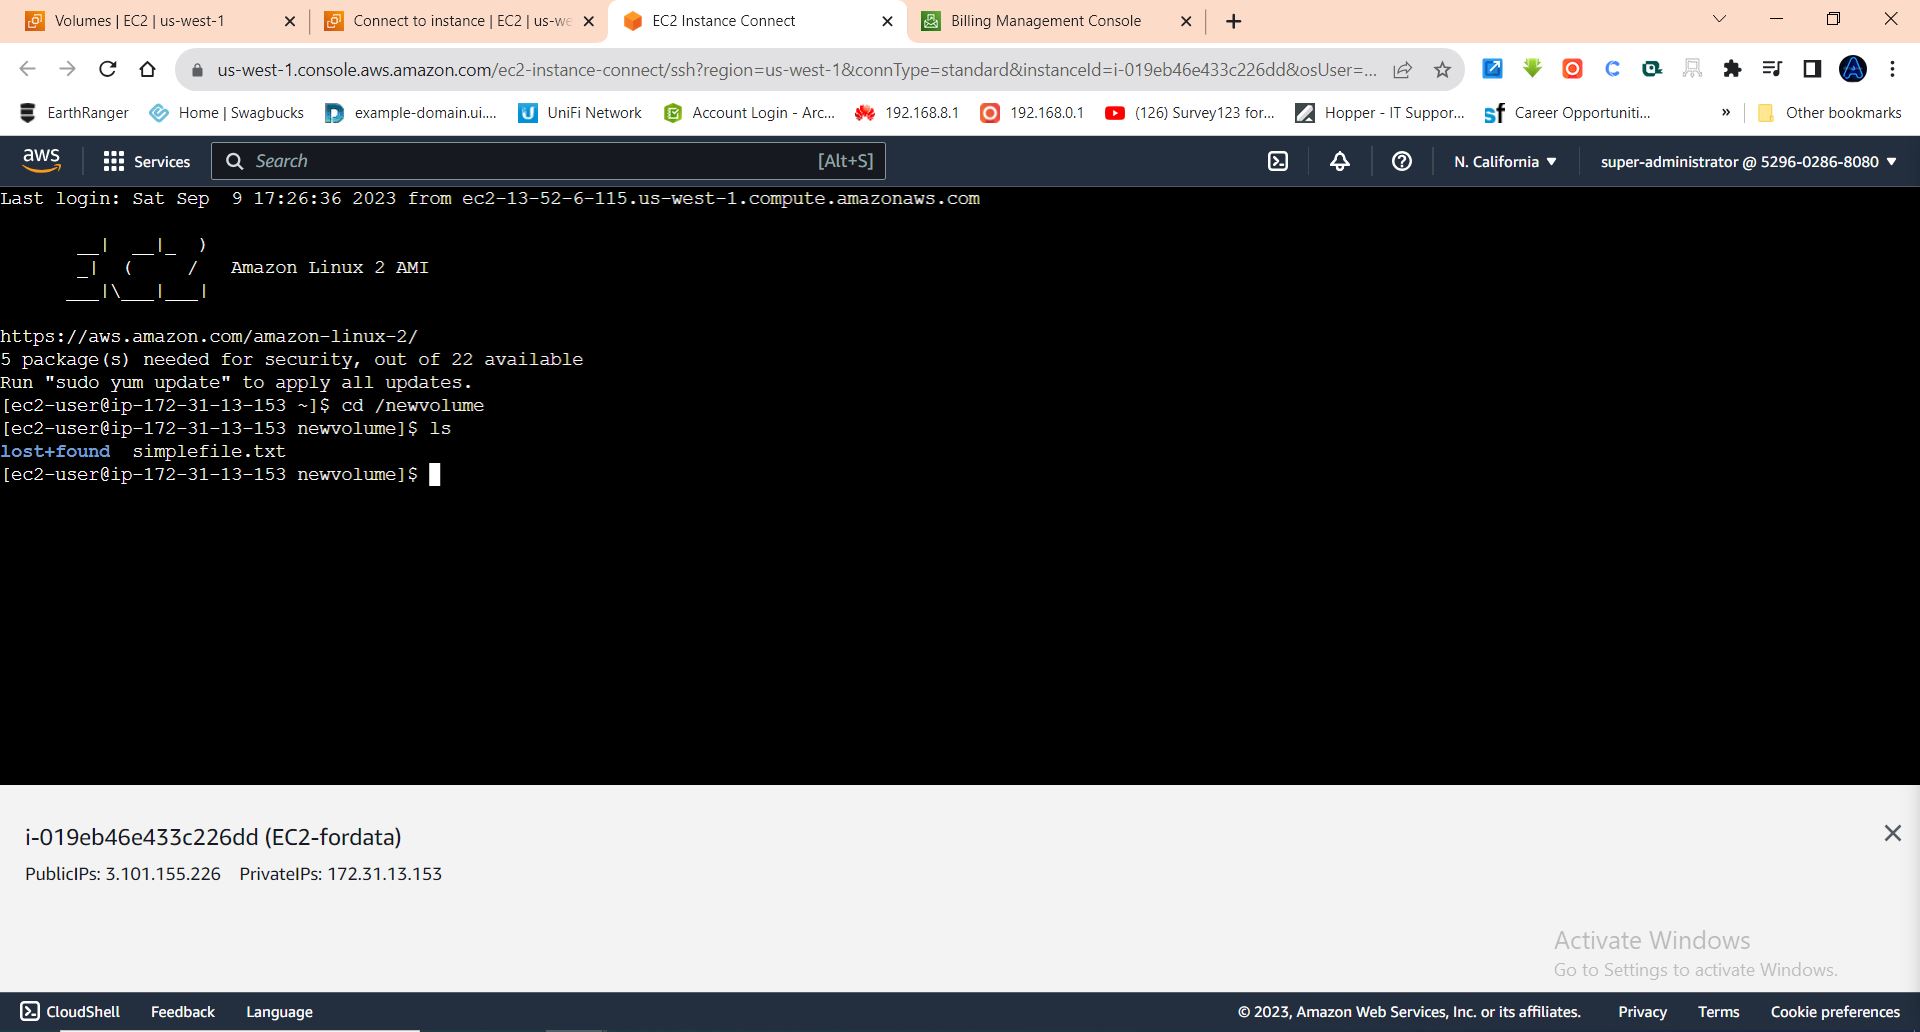 Volumes | EC2 | us-west-1
Connect to instance | EC2 | us-we
EC2 Instance Connect
Billing Management Console
us-west-1.console.aws.amazon.com/ec2-instance-connect/ssh?region=us-west-1&connType=standard&instanceId=i-019eb46e433c226dd&osUser=...
EarthRanger
Home | Swagbucks
example-domain.ui....
UniFi Network
Account Login - Arc...
192.168.8.1
192.168.0.1
(126) Survey123 for...
Hopper - IT Suppor...
Career Opportuniti...
»
Other bookmarks
aws
Services
Search
[Alt+S]
N. California
super-administrator @ 5296-0286-8080
Last login: Sat Sep  9 17:26:36 2023 from ec2-13-52-6-115.us-west-1.compute.amazonaws.com
       __|  __|_  )
       _|  (     /   Amazon Linux 2 AMI
      ___|\___|___|
https://aws.amazon.com/amazon-linux-2/
5 package(s) needed for security, out of 22 available
Run "sudo yum update" to apply all updates.
[ec2-user@ip-172-31-13-153 ~]$ cd /newvolume
[ec2-user@ip-172-31-13-153 newvolume]$ ls
lost+found  simplefile.txt
[ec2-user@ip-172-31-13-153 newvolume]$
i-019eb46e433c226dd (EC2-fordata)
PublicIPs: 3.101.155.226 PrivateIPs: 172.31.13.153
Activate Windows
Go to Settings to activate Windows.
CloudShell
Feedback
Language
© 2023, Amazon Web Services, Inc. or its affiliates.
Privacy
Terms
Cookie preferences